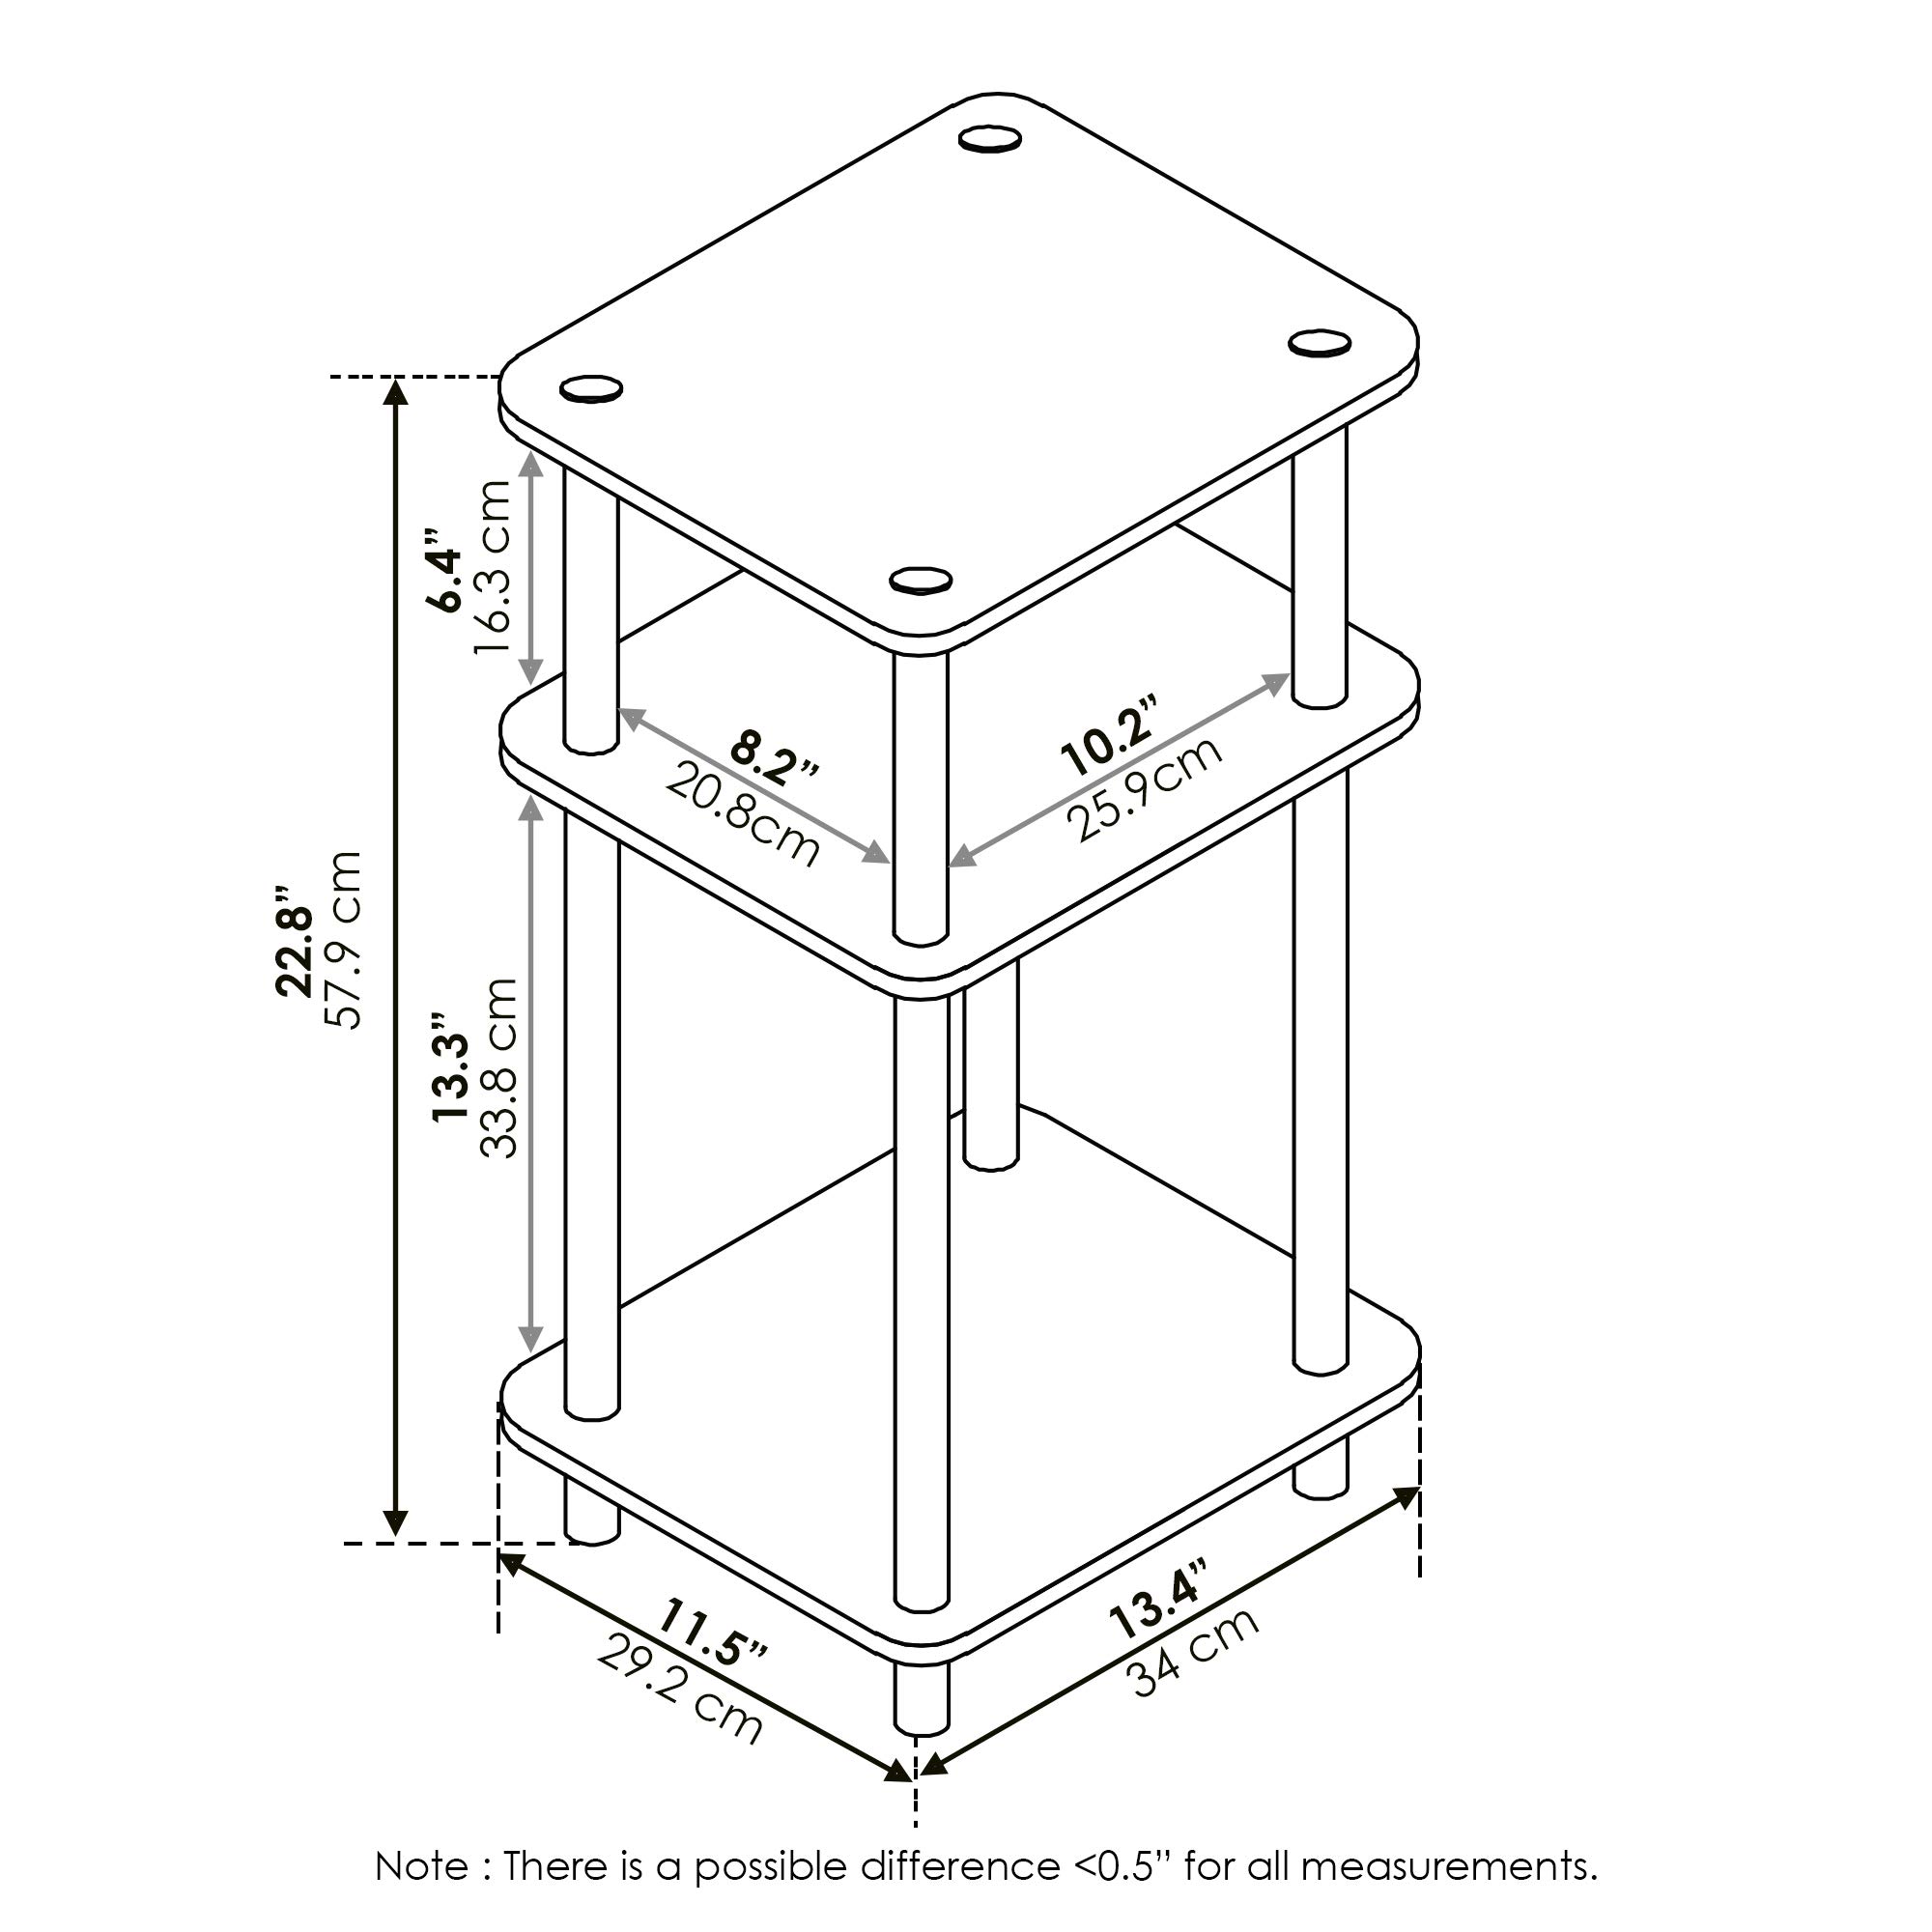 6.4”
16.3 cm
8.2”
20.8cm
10.2”
25.9cm
22.8”
57.9 cm
13.3”
33.8 cm
11.5”
29.2 cm
13.4”
34 cm
Note : There is a possible difference <0.5” for all measurements.